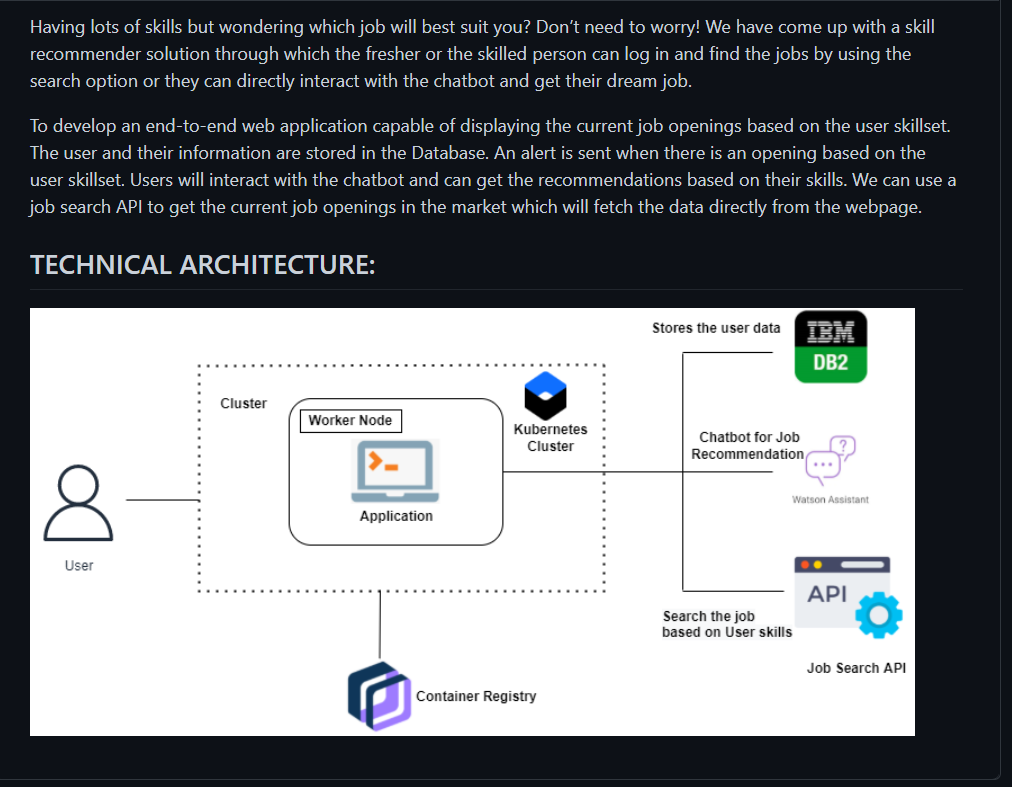 Having lots of skills but wondering which job will best suit you? Don’t need to worry! We have come up with a skill
recommender solution through which the fresher or the skilled person can log in and find the jobs by using the
search option or they can directly interact with the chatbot and get their dream job.
To develop an end-to-end web application capable of displaying the current job openings based on the user skillset.
The user and their information are stored in the Database. An alert is sent when there is an opening based on the
user skillset. Users will interact with the chatbot and can get the recommendations based on their skills. We can use a
job search API to get the current job openings in the market which will fetch the data directly from the webpage.
TECHNICAL ARCHITECTURE:
Stores the user data
IBM
DB2
Cluster
Worker Node
Application
Kubernetes
Cluster
Chatbot for Job
Recommendation
?
Watson Assistant
User
API
Search the job
based on User skills
Job Search API
Container Registry